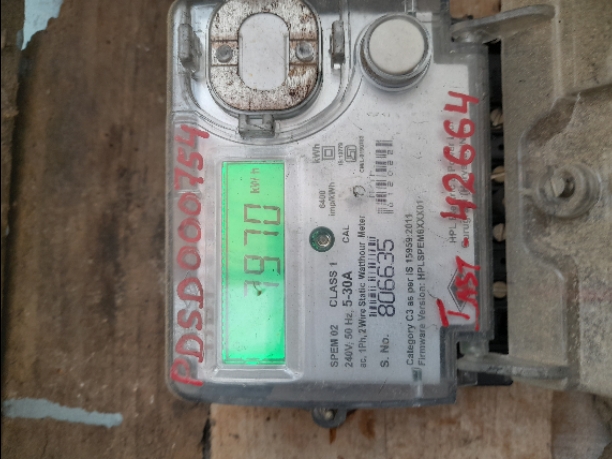 PDSD000754
7970 kWh
6400
imp/kWh
CAL
kWh
IS 13779
SPEM 02 CLASS 1
240V, 50 Hz, 5-30A
ac, 1Ph, 2 Wire Static Watthour Meter
S. No. 806635
Category C3 as per IS 15959:2011
Firmware Version: HPLSPEM6XXX01
HPL
INST - 42664